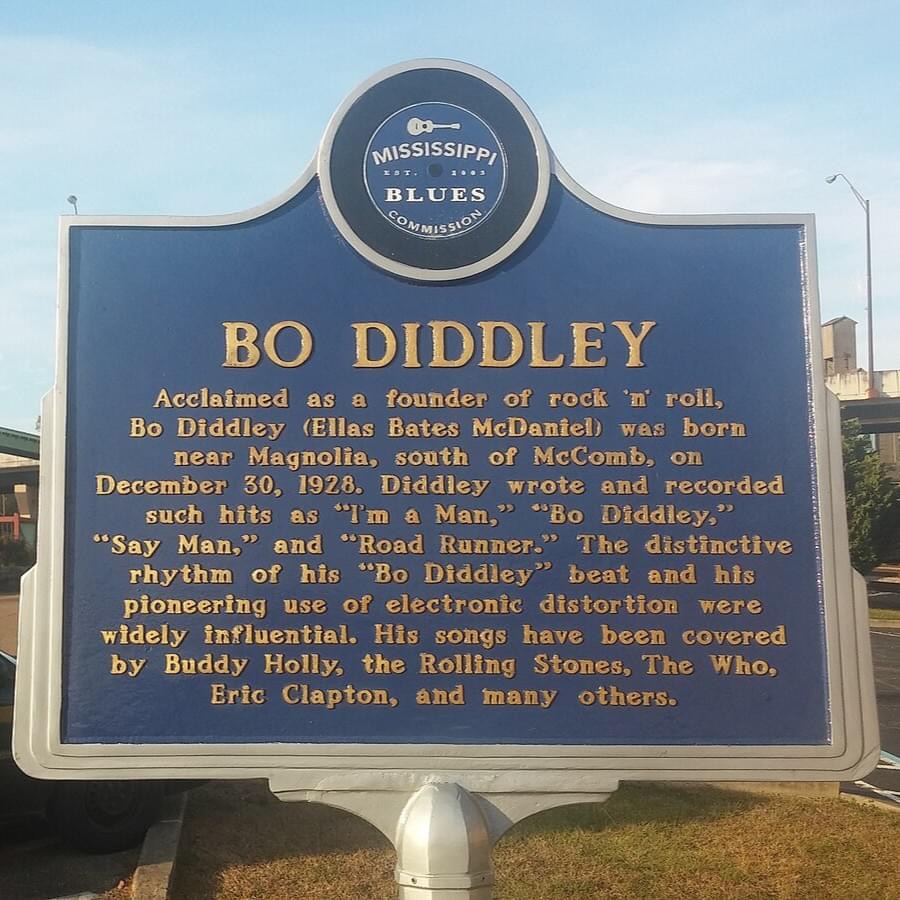 MISSISSIPPI
EST. 2003
BLUES
COMMISSION
BO DIDDLEY
Acclaimed as a founder of rock 'n' roll,
Bo Diddley (Ellas Bates McDaniel) was born
near Magnolia, south of McComb, on
December 30, 1928. Diddley wrote and recorded
such hits as “I'm a Man,” “Bo Diddley,”
“Say Man,” and “Road Runner.” The distinctive
rhythm of his “Bo Diddley” beat and his
pioneering use of electronic distortion were
widely influential. His songs have been covered
by Buddy Holly, the Rolling Stones, The Who,
Eric Clapton, and many others.